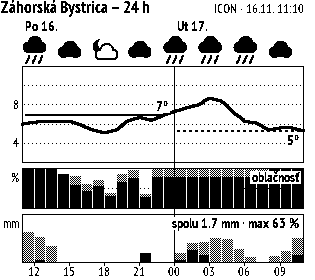 Záhorská Bystrica – 24 h ICON - 16.11. 11:10
Po 16. Ut 17.
8
7°
4
5°
% oblačnosť
mm spolu 1.7 mm · max 63 %
12 15 18 21 00 03 06 09